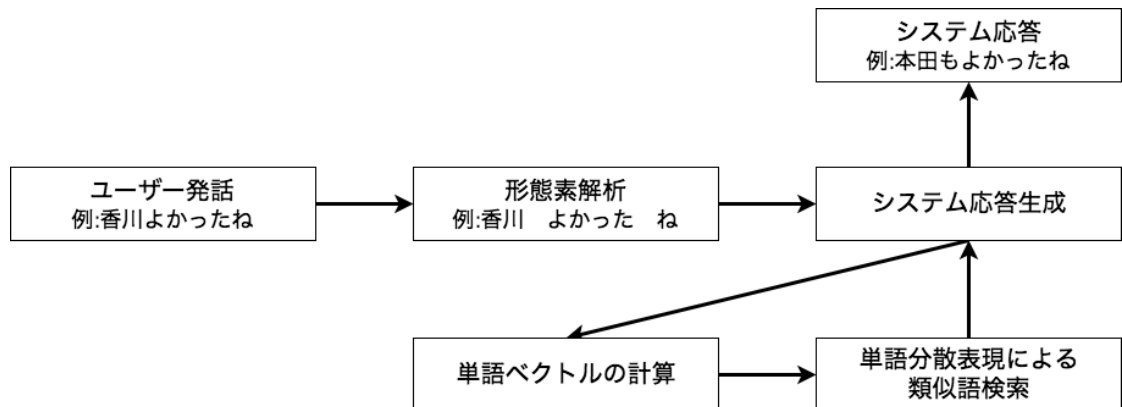 システム応答
例:本田もよかったね
ユーザー発話
例:香川よかったね
形態素解析
例:香川　よかった　ね
システム応答生成
単語ベクトルの計算
単語分散表現による
類似語検索